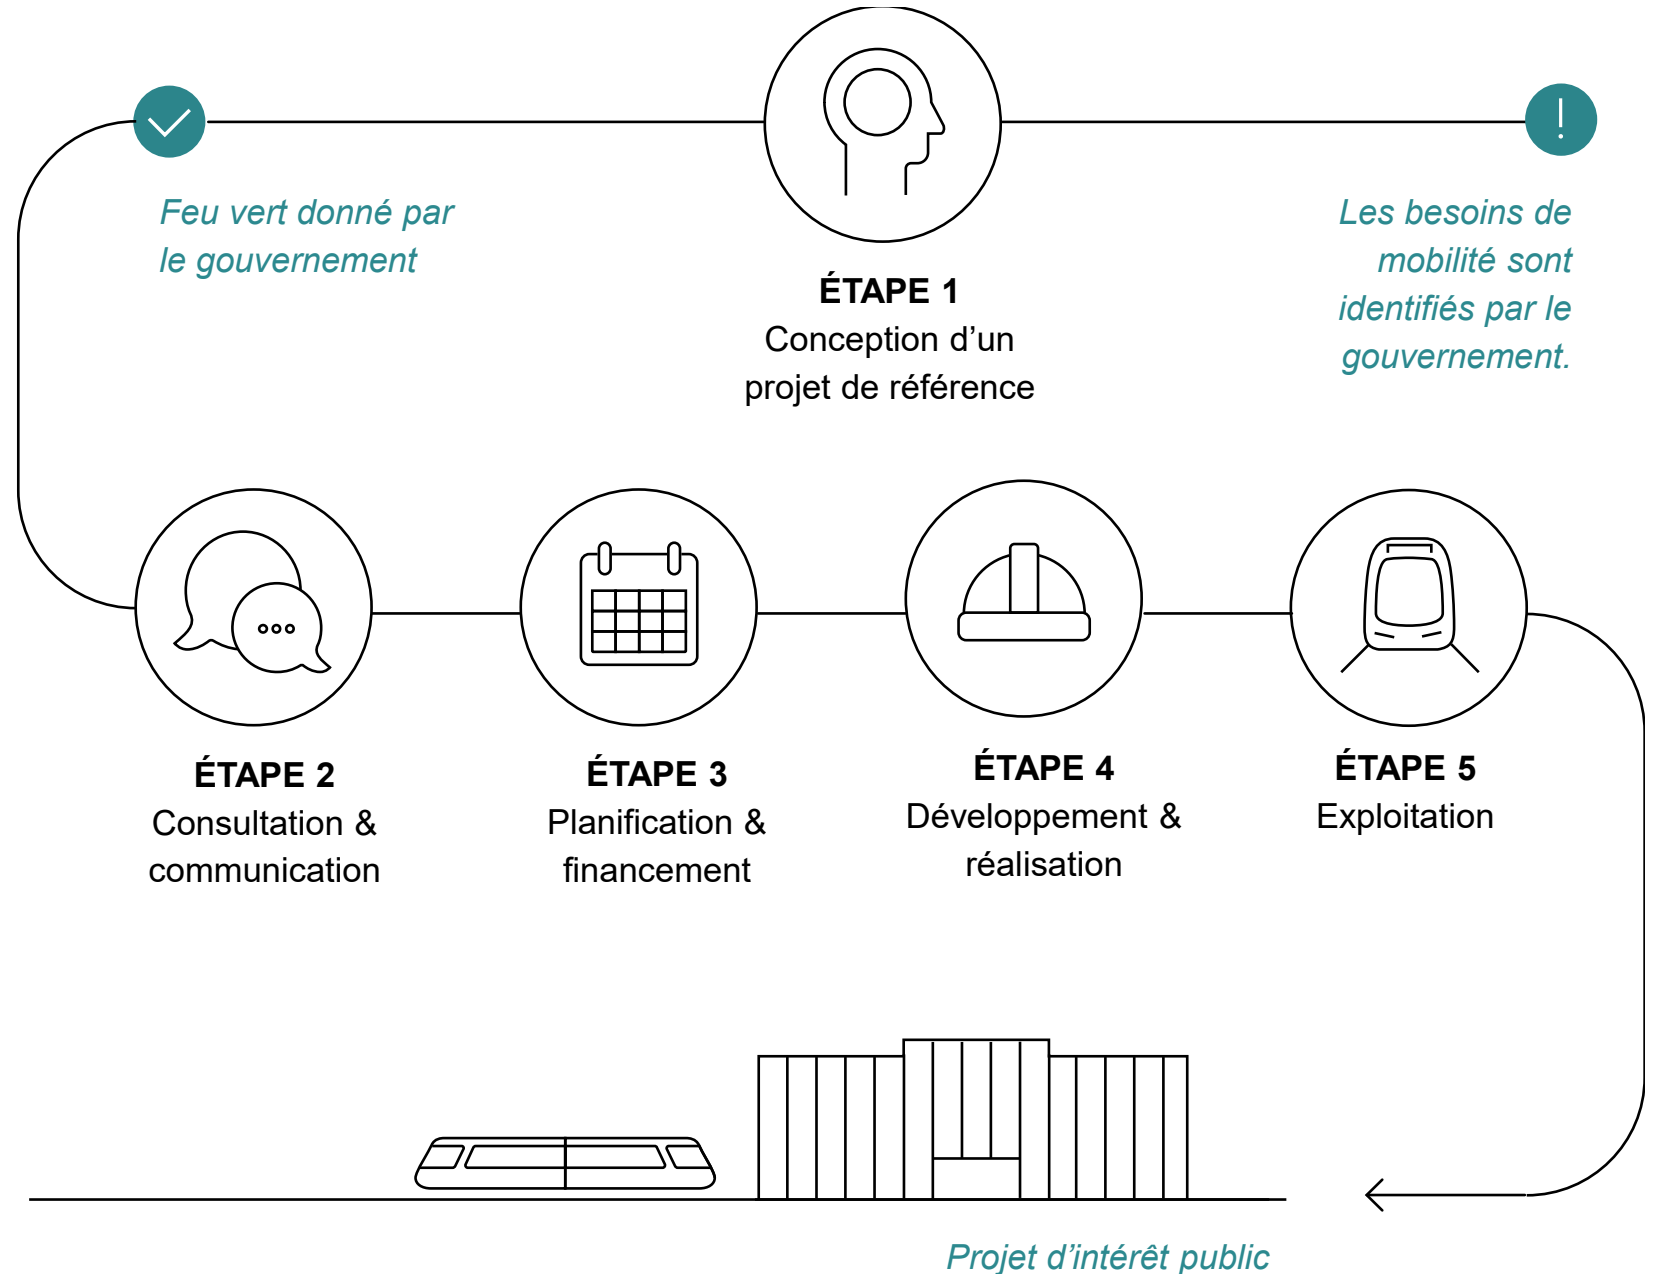 Feu vert donné par
le gouvernement
ÉTAPE 1
Conception d’un
projet de référence
Les besoins de
mobilité sont
identifiés par le
gouvernement.
ÉTAPE 2
Consultation &
communication
ÉTAPE 3
Planification &
financement
ÉTAPE 4
Développement &
réalisation
ÉTAPE 5
Exploitation
Projet d’intérêt public